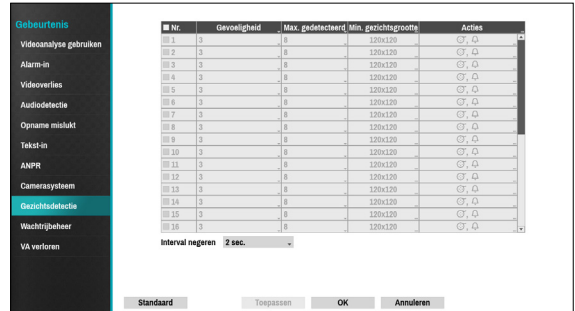 Gebeurtenis
Videoanalyse gebruiken
Alarm-in
Videoverlies
Audiodetectie
Opname mislukt
Tekst-in
ANPR
Camerasysteem
Gezichtsdetectie
Wachtrijbeheer
VA verloren
Nr. Gevoeligheid Max. gedetecteerd Min. gezichtsgrootte Acties
1 3 8 120x120
2 3 8 120x120
3 3 8 120x120
4 3 8 120x120
5 3 8 120x120
6 3 8 120x120
7 3 8 120x120
8 3 8 120x120
9 3 8 120x120
10 3 8 120x120
11 3 8 120x120
12 3 8 120x120
13 3 8 120x120
14 3 8 120x120
15 3 8 120x120
16 3 8 120x120
Interval negeren 2 sec.
Standaard Toepassen OK Annuleren